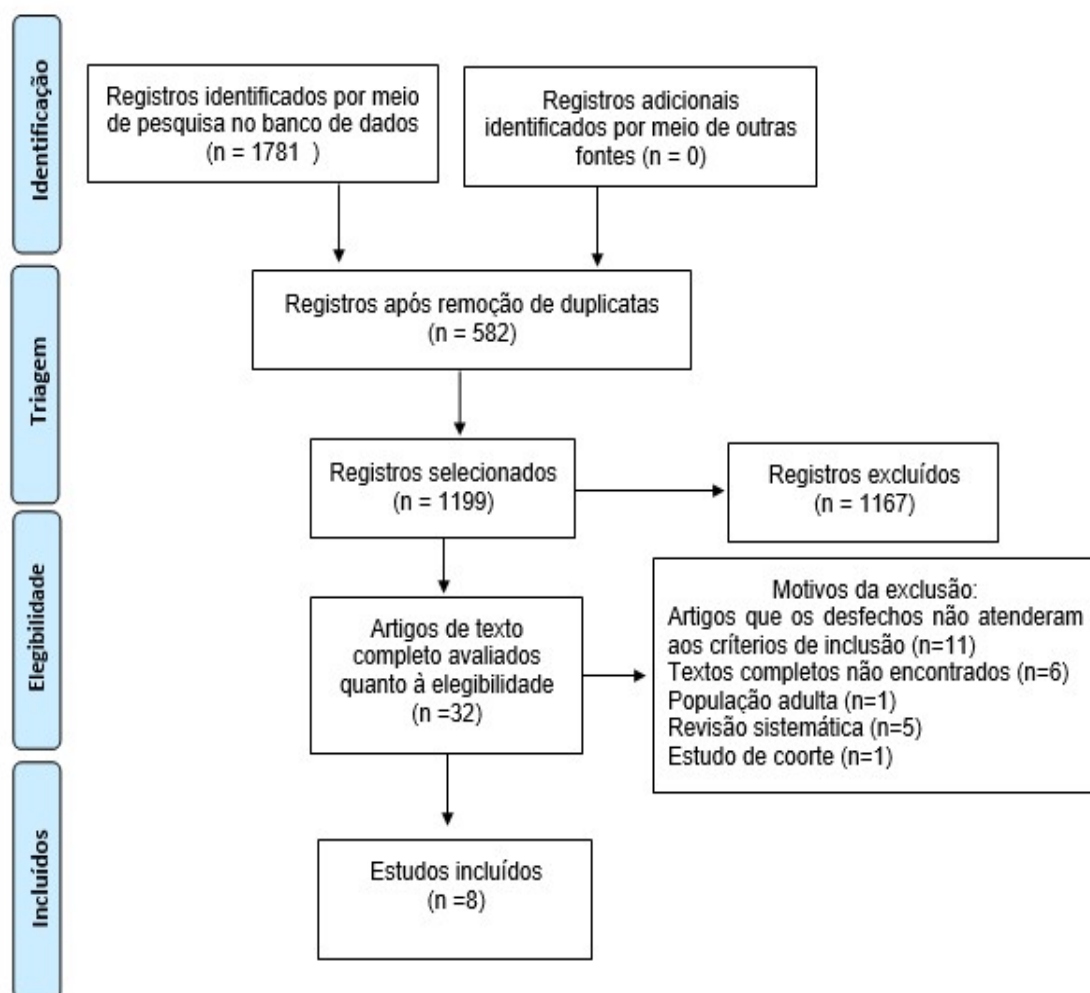 Identificação
Registros identificados por meio
de pesquisa no banco de dados
(n = 1781 )
Registros adicionais
identificados por meio de outras
fontes (n = 0)
Triagem
Registros após remoção de duplicatas
(n = 582)
Registros selecionados
(n = 1199)
Registros excluídos
(n = 1167)
Elegibilidade
Artigos de texto
completo avaliados
quanto à elegibilidade
(n =32)
Motivos da exclusão:
Artigos que os desfechos não atenderam
aos critérios de inclusão (n=11)
Textos completos não encontrados (n=6)
População adulta (n=1)
Revisão sistemática (n=5)
Estudo de coorte (n=1)
Incluídos
Estudos incluídos
(n =8)